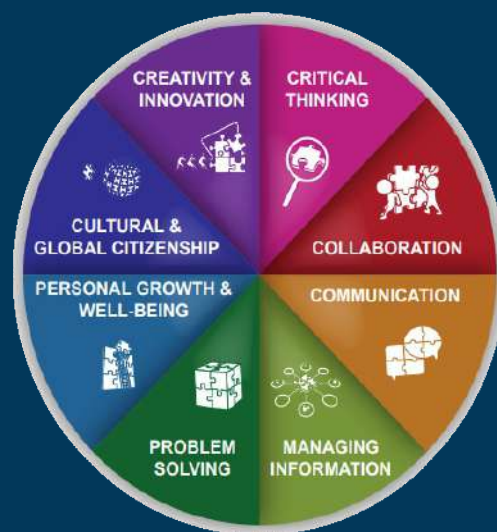 CREATIVITY &
INNOVATION
CRITICAL
THINKING
CULTURAL &
GLOBAL CITIZENSHIP
COLLABORATION
PERSONAL GROWTH &
WELL-BEING
COMMUNICATION
PROBLEM
SOLVING
MANAGING
INFORMATION